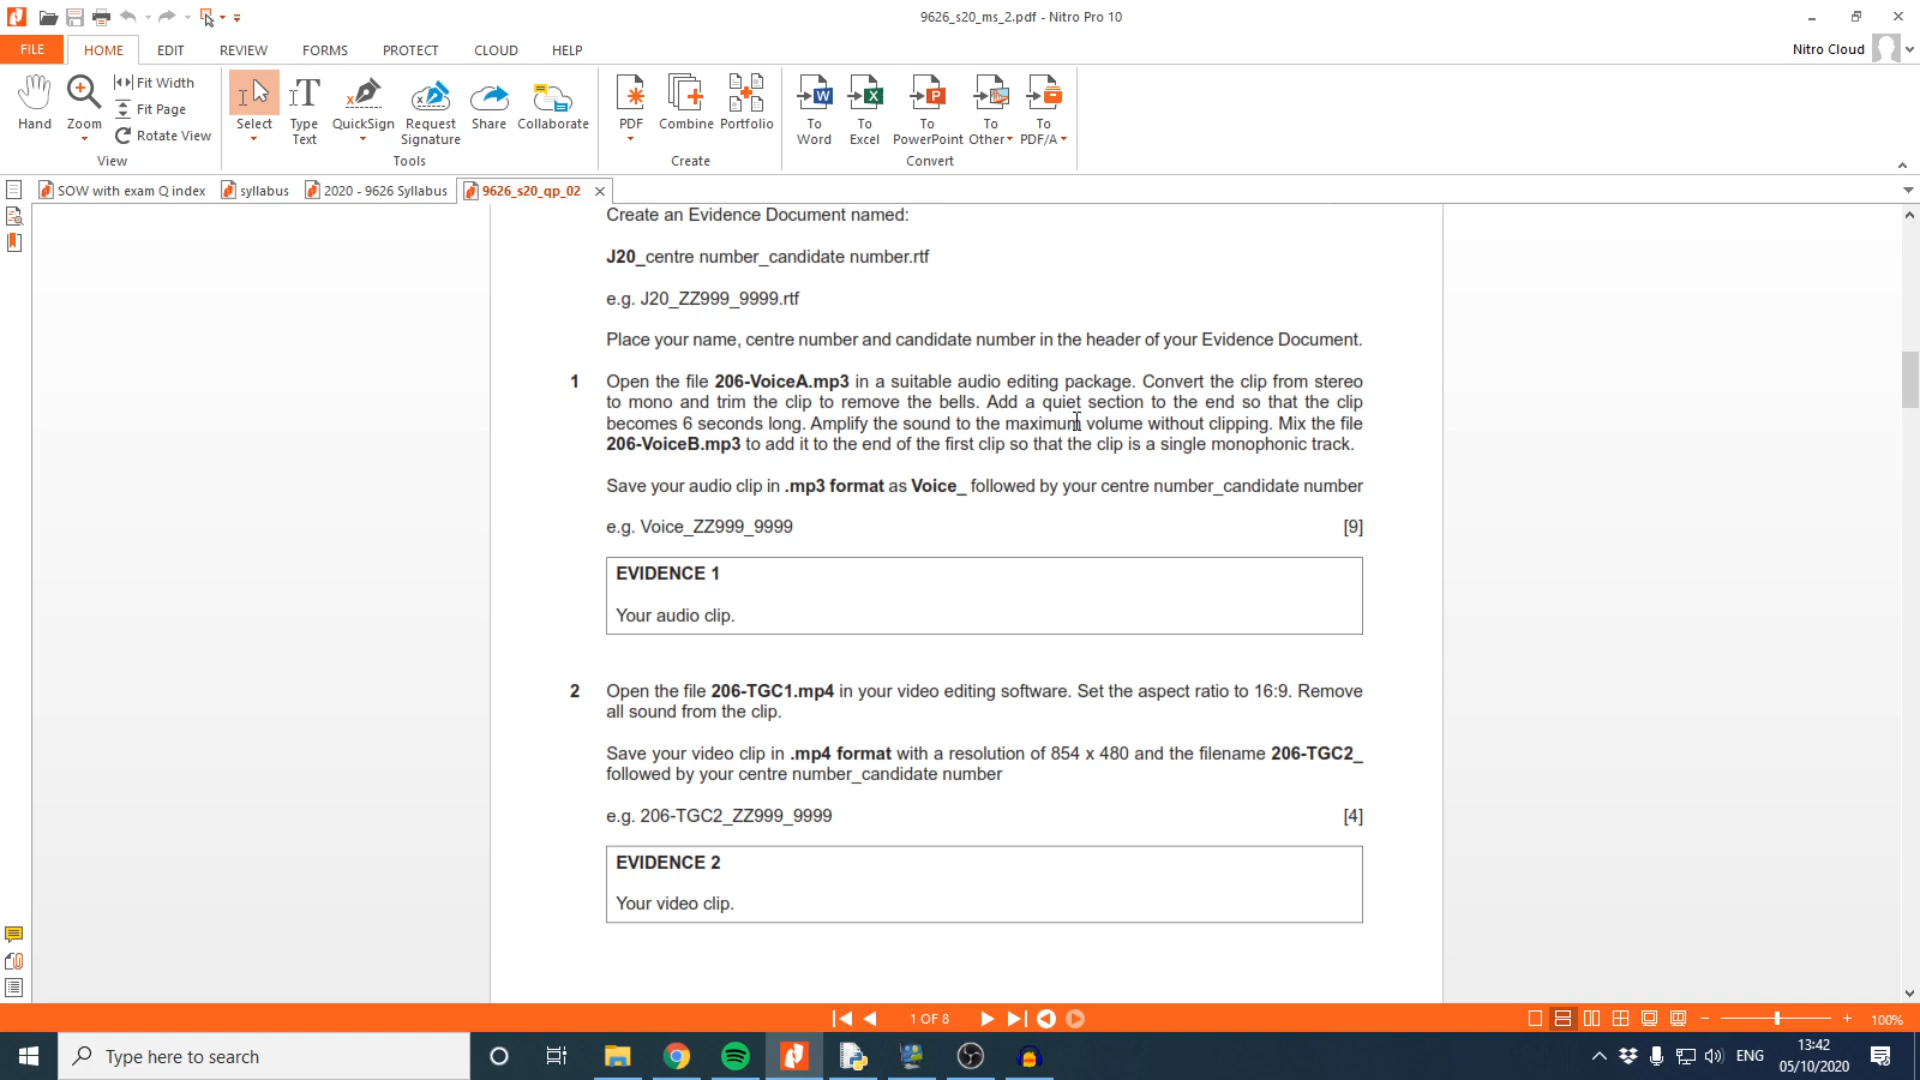 9626_s20_ms_2.pdf - Nitro Pro 10
FILE HOME EDIT REVIEW FORMS PROTECT CLOUD HELP
Nitro Cloud
Hand
Zoom
Fit Width
Fit Page
Rotate View
View
Select
Type Text
QuickSign
Request Signature
Share
Collaborate
Tools
PDF
Combine
Portfolio
Create
To Word
To Excel
To PowerPoint
To Other
To PDF/A
Convert
SOW with exam Q index
syllabus
2020 - 9626 Syllabus
9626_s20_qp_02
Create an Evidence Document named:
J20_centre number_candidate number.rtf
e.g. J20_ZZ999_9999.rtf
Place your name, centre number and candidate number in the header of your Evidence Document.
1 Open the file 206-VoiceA.mp3 in a suitable audio editing package. Convert the clip from stereo
to mono and trim the clip to remove the bells. Add a quiet section to the end so that the clip
becomes 6 seconds long. Amplify the sound to the maximum volume without clipping. Mix the file
206-VoiceB.mp3 to add it to the end of the first clip so that the clip is a single monophonic track.
Save your audio clip in .mp3 format as Voice_ followed by your centre number_candidate number
e.g. Voice_ZZ999_9999 [9]
EVIDENCE 1
Your audio clip.
2 Open the file 206-TGC1.mp4 in your video editing software. Set the aspect ratio to 16:9. Remove
all sound from the clip.
Save your video clip in .mp4 format with a resolution of 854 x 480 and the filename 206-TGC2_
followed by your centre number_candidate number
e.g. 206-TGC2_ZZ999_9999 [4]
EVIDENCE 2
Your video clip.
1 OF 8
100%
Type here to search
ENG
13:42
05/10/2020